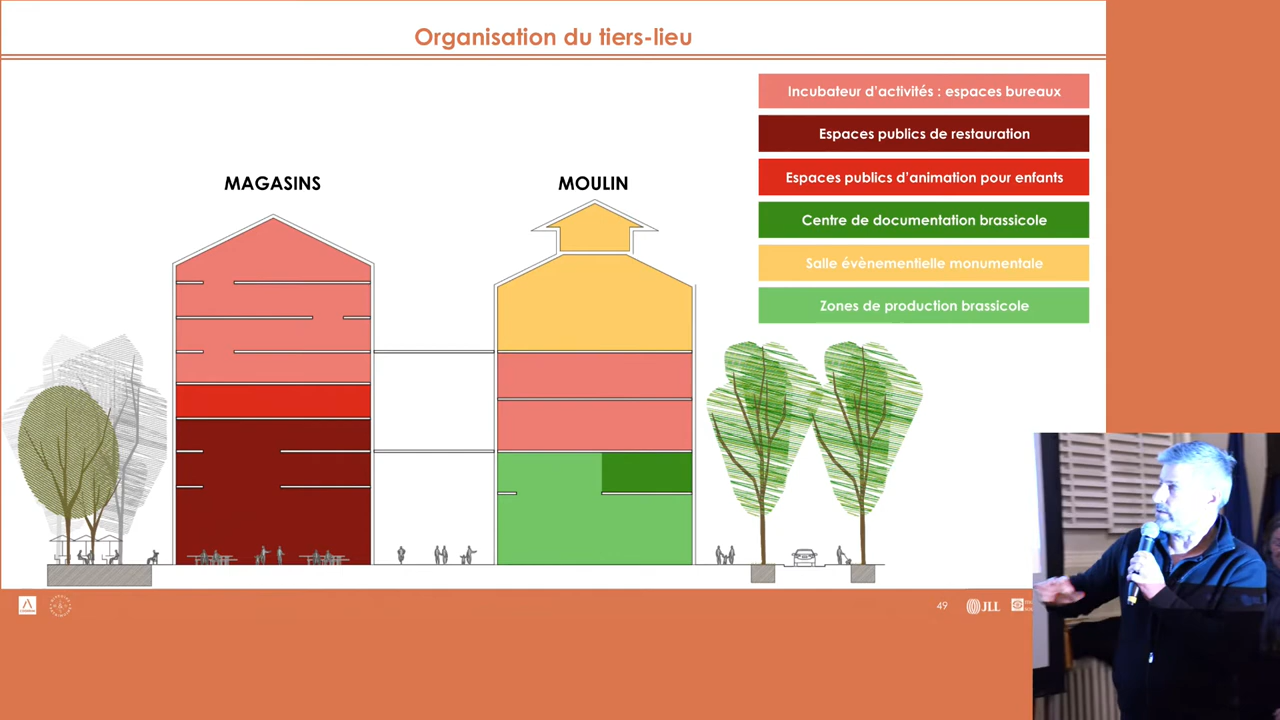 Organisation du tiers-lieu
Incubateur d'activités : espaces bureaux
Espaces publics de restauration
Espaces publics d'animation pour enfants
Centre de documentation brassicole
Salle évènementielle monumentale
Zones de production brassicole
MAGASINS
MOULIN
49
JLL